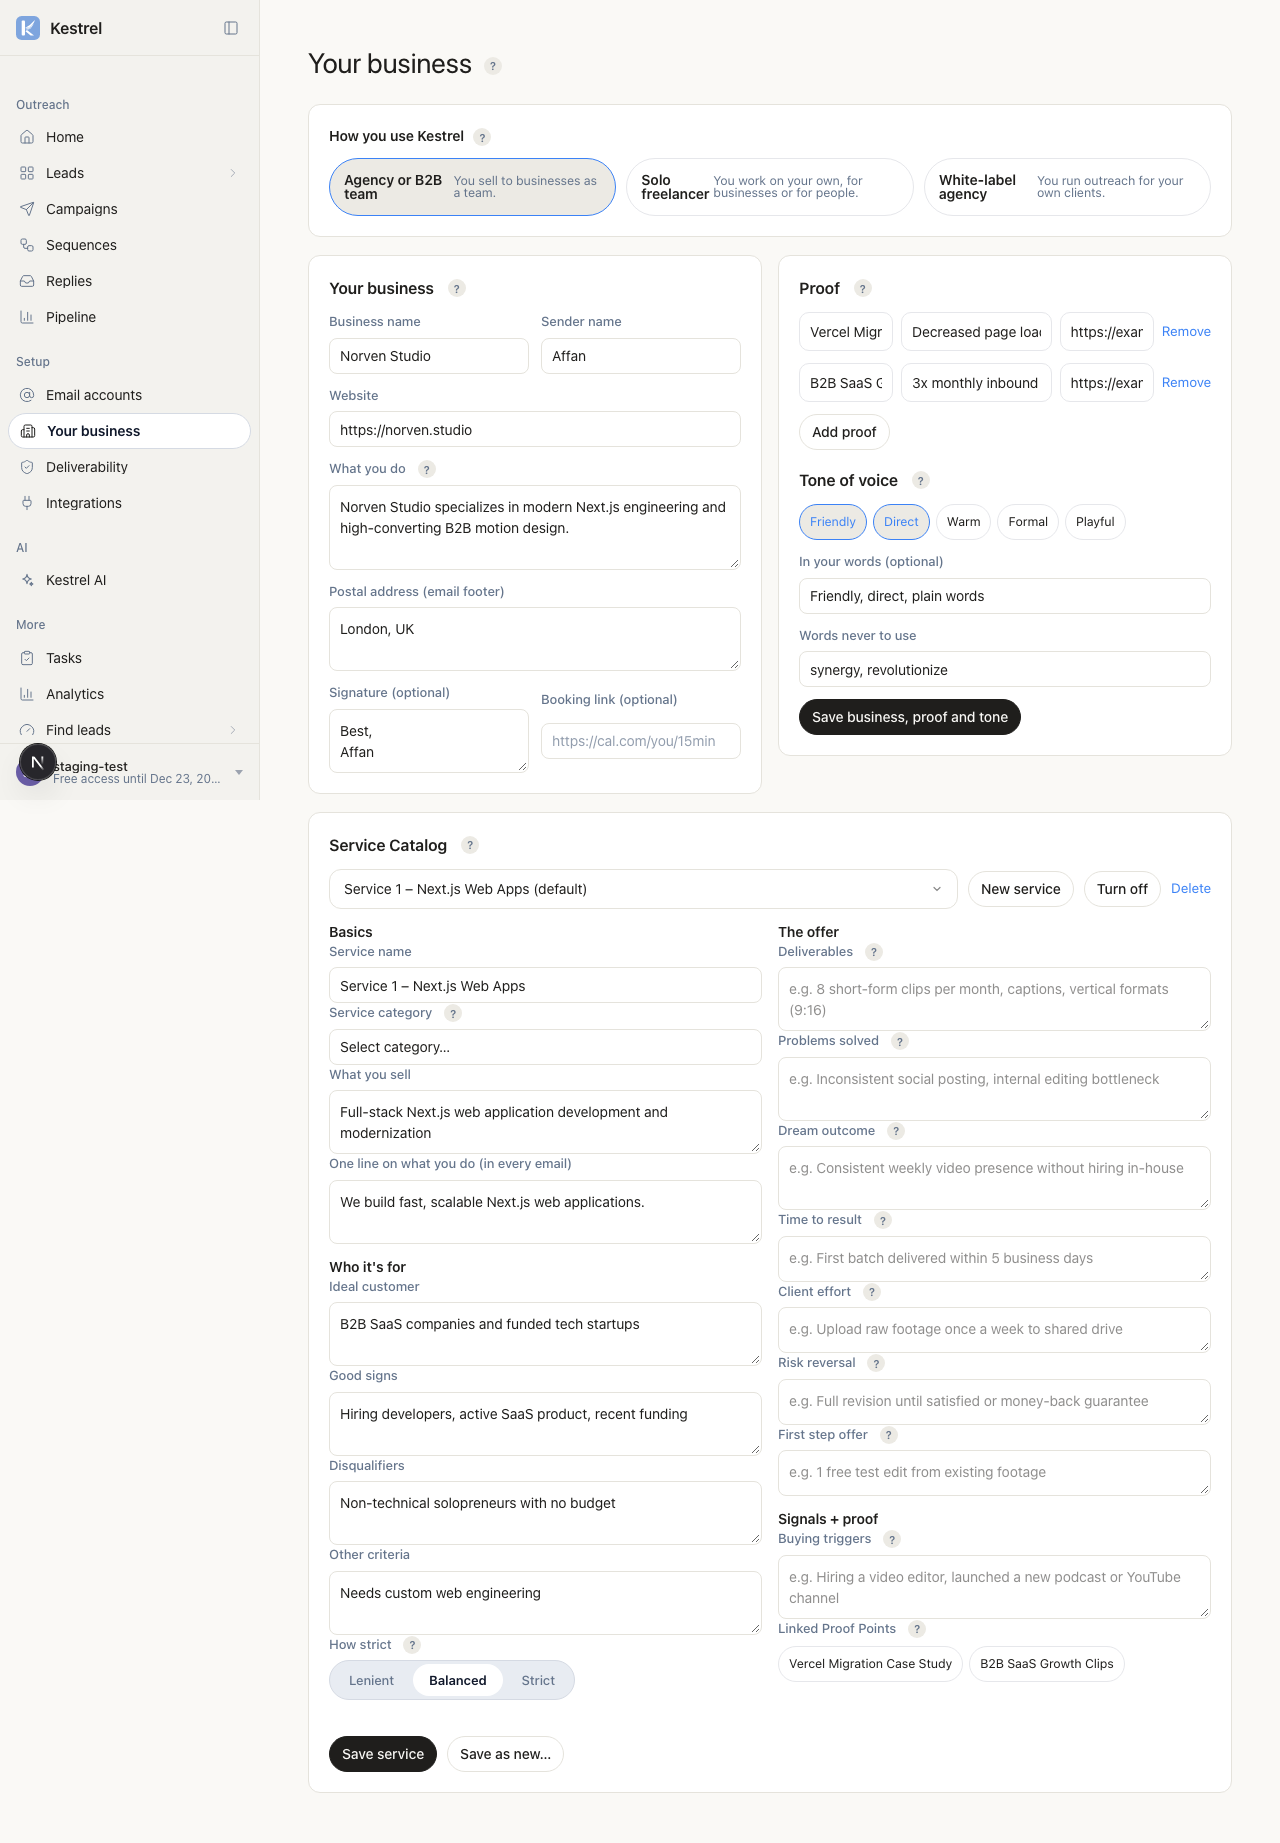 Kestrel
Outreach
Home
Leads
Campaigns
Sequences
Replies
Pipeline
Setup
Email accounts
Your business
Deliverability
Integrations
AI
Kestrel AI
More
Tasks
Analytics
Find leads
N
staging-test
Free access until Dec 23, 20...
Your business ?
How you use Kestrel ?
Agency or B2B team
You sell to businesses as a team.
Solo freelancer
You work on your own, for businesses or for people.
White-label agency
You run outreach for your own clients.
Your business ?
Business name
Norven Studio
Sender name
Affan
Website
https://norven.studio
What you do ?
Norven Studio specializes in modern Next.js engineering and
high-converting B2B motion design.
Postal address (email footer)
London, UK
Signature (optional)
Best,
Affan
Booking link (optional)
https://cal.com/you/15min
Proof ?
Vercel Migr
Decreased page loa
https://exar
Remove
B2B SaaS G
3x monthly inbound
https://exar
Remove
Add proof
Tone of voice ?
Friendly
Direct
Warm
Formal
Playful
In your words (optional)
Friendly, direct, plain words
Words never to use
synergy, revolutionize
Save business, proof and tone
Service Catalog ?
Service 1 – Next.js Web Apps (default)
New service
Turn off
Delete
Basics
Service name
Service 1 – Next.js Web Apps
Service category ?
Select category...
What you sell
Full-stack Next.js web application development and
modernization
One line on what you do (in every email)
We build fast, scalable Next.js web applications.
Who it's for
Ideal customer
B2B SaaS companies and funded tech startups
Good signs
Hiring developers, active SaaS product, recent funding
Disqualifiers
Non-technical solopreneurs with no budget
Other criteria
Needs custom web engineering
How strict ?
Lenient
Balanced
Strict
The offer
Deliverables ?
e.g. 8 short-form clips per month, captions, vertical formats
(9:16)
Problems solved ?
e.g. Inconsistent social posting, internal editing bottleneck
Dream outcome ?
e.g. Consistent weekly video presence without hiring in-house
Time to result ?
e.g. First batch delivered within 5 business days
Client effort ?
e.g. Upload raw footage once a week to shared drive
Risk reversal ?
e.g. Full revision until satisfied or money-back guarantee
First step offer ?
e.g. 1 free test edit from existing footage
Signals + proof
Buying triggers ?
e.g. Hiring a video editor, launched a new podcast or YouTube
channel
Linked Proof Points ?
Vercel Migration Case Study
B2B SaaS Growth Clips
Save service
Save as new...